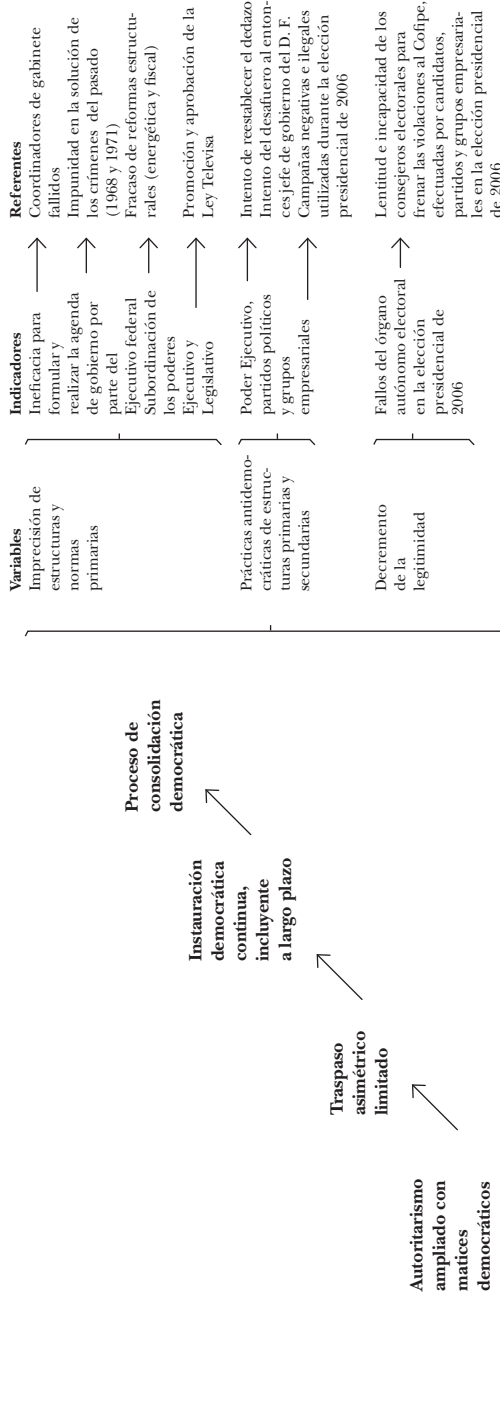 Autoritarismo
ampliado con
matices
democráticos
Traspaso
asimétrico
limitado
Instauración
democrática
continua,
incluyente
a largo plazo
Proceso de
consolidación
democrática
Variables
Imprecisión de
estructuras y
normas
primarias
Prácticas antidemo-
cráticas de estruc-
turas primarias y
secundarias
Decremento
de la
legitimidad
Indicadores
Ineficacia para
formular y
realizar la agenda
de gobierno por
parte del
Ejecutivo federal
Subordinación de
los poderes
Ejecutivo y
Legislativo
Poder Ejecutivo,
partidos políticos
y grupos
empresariales
Fallos del órgano
autónomo electoral
en la elección
presidencial de
2006
Referentes
Coordinadores de gabinete
fallidos
Impunidad en la solución de
los crímenes del pasado
(1968 y 1971)
Fracaso de reformas estructu-
rales (energética y fiscal)
Promoción y aprobación de la
Ley Televisa
Intento de reestablecer el dedazo
Intento del desafuero al enton-
ces jefe de gobierno del D. F.
Campañas negativas e ilegales
utilizadas durante la elección
presidencial de 2006
Lentitud e incapacidad de los
consejeros electorales para
frenar las violaciones al Cofipe,
efectuadas por candidatos,
partidos y grupos empresaria-
les en la elección presidencial
de 2006